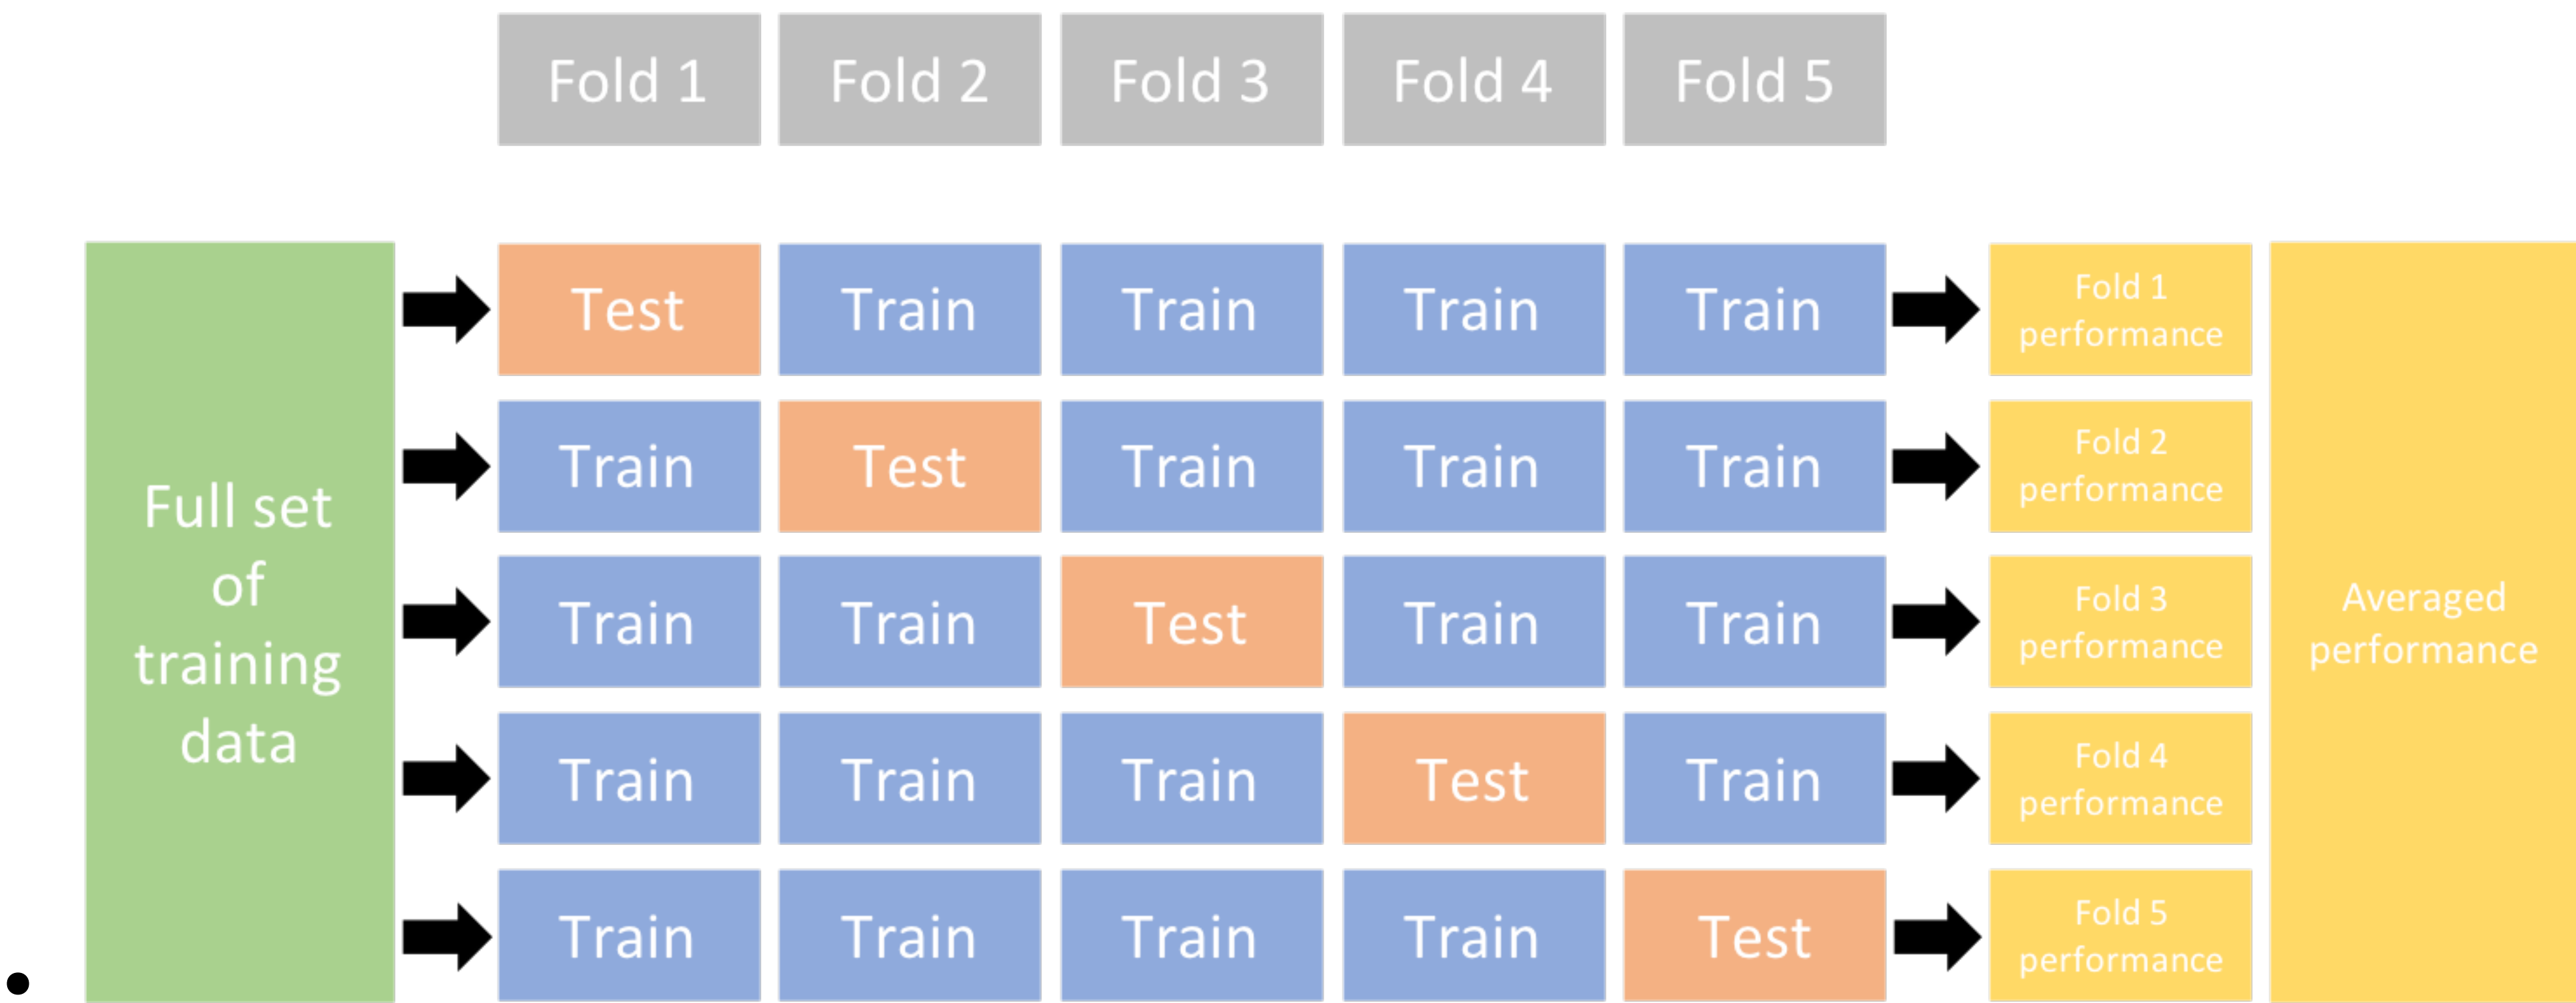 Fold 1 Fold 2 Fold 3 Fold 4 Fold 5
Full set
of
training
data
Test Train Train Train Train
Fold 1
performance
Train Test Train Train Train
Fold 2
performance
Train Train Test Train Train
Fold 3
performance
Train Train Train Test Train
Fold 4
performance
Train Train Train Train Test
Fold 5
performance
Averaged
performance